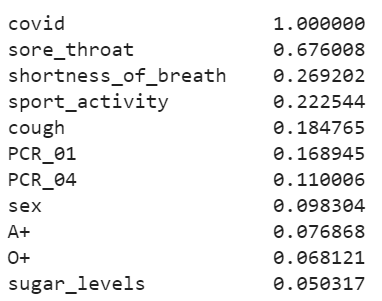 covid 1.000000
sore_throat 0.676008
shortness_of_breath 0.269202
sport_activity 0.222544
cough 0.184765
PCR_01 0.168945
PCR_04 0.110006
sex 0.098304
A+ 0.076868
O+ 0.068121
sugar_levels 0.050317